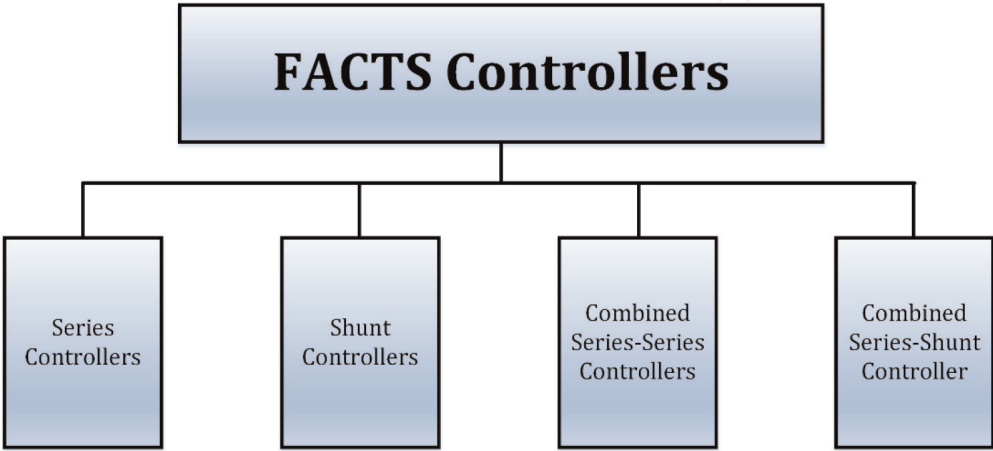 FACTS Controllers
Series
Controllers
Shunt
Controllers
Combined
Series-Series
Controllers
Combined
Series-Shunt
Controller